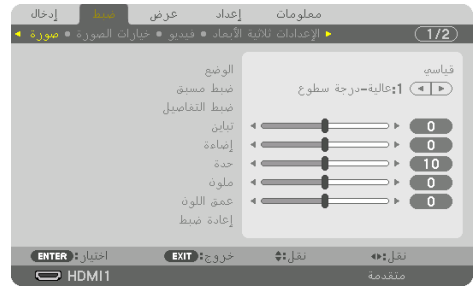 إدخال ضبط عرض إعداد معلومات
صورة • خيارات الصورة • فيديو • الإعدادات ثلاثية الأبعاد 1/2
الوضع قياسي
ضبط مسبق 1:عالية-درجة سطوع
ضبط التفاصيل
تباين 0
إضاءة 0
حدة 10
ملون 0
عمق اللون 0
إعادة ضبط
ENTER:اختيار EXIT:خروج نقل: نقل:
HDMI1 متقدمة